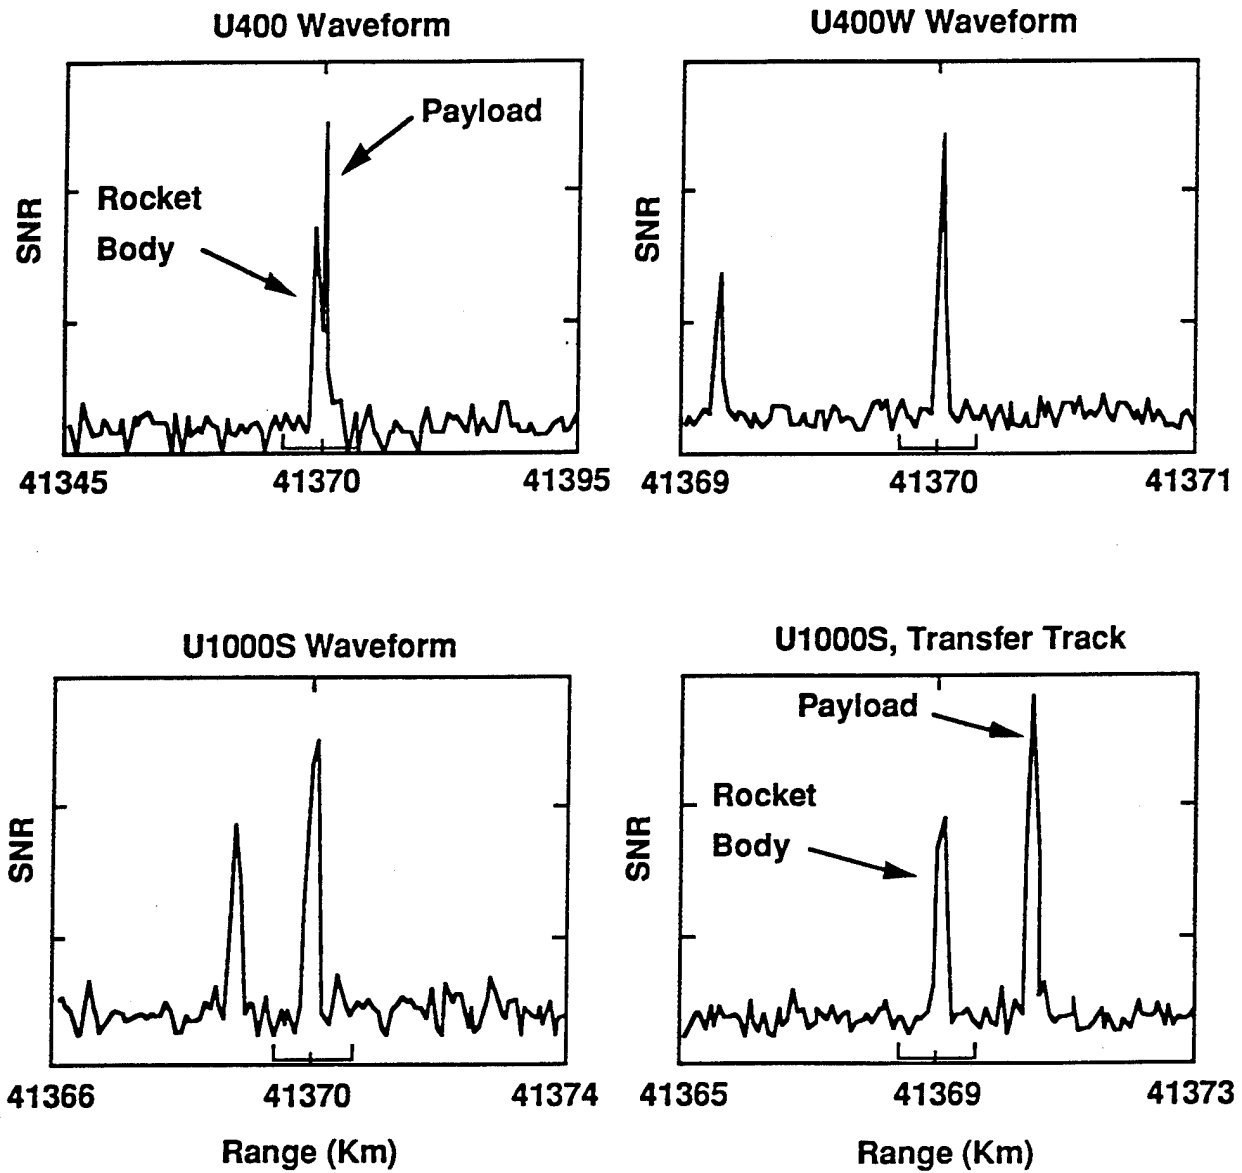 U400 Waveform
SNR
Payload
Rocket
Body
41345 41370 41395
U400W Waveform
SNR
41369 41370 41371
U1000S Waveform
SNR
41366 41370 41374
Range (Km)
U1000S, Transfer Track
SNR
Payload
Rocket
Body
41365 41369 41373
Range (Km)